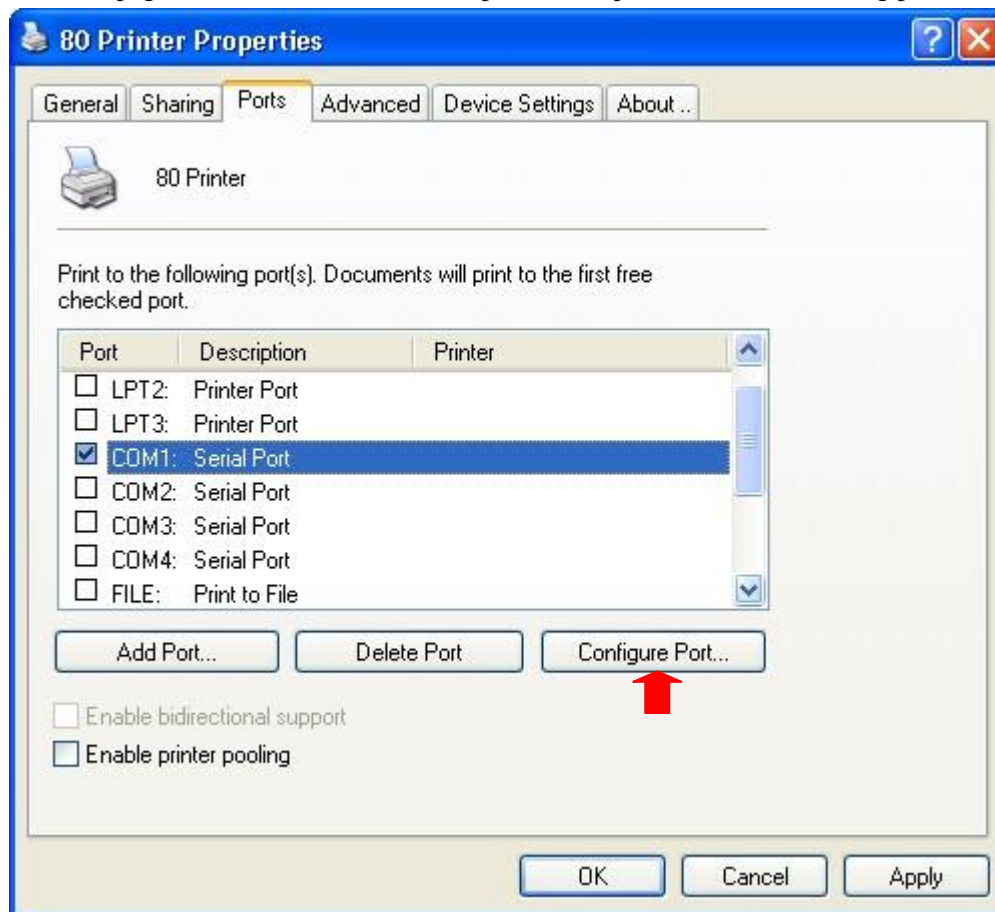 80 Printer Properties
General Sharing Ports Advanced Device Settings About ..
80 Printer
Print to the following port(s). Documents will print to the first free
checked port.
Port Description Printer
LPT2: Printer Port
LPT3: Printer Port
COM1: Serial Port
COM2: Serial Port
COM3: Serial Port
COM4: Serial Port
FILE: Print to File
Add Port... Delete Port Configure Port...
Enable bidirectional support
Enable printer pooling
OK Cancel Apply